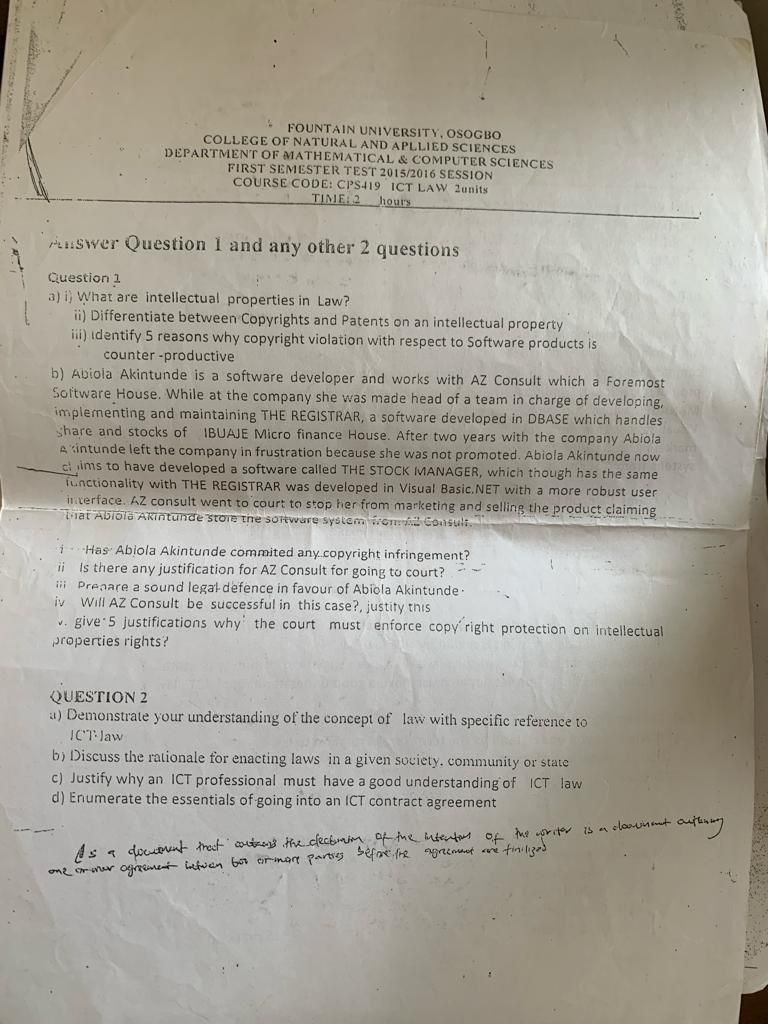 FOUNTAIN UNIVERSITY, OSOGBO
COLLEGE OF NATURAL AND APLLIED SCIENCES
DEPARTMENT OF MATHEMATICAL & COMPUTER SCIENCES
FIRST SEMESTER TEST 2015/2016 SESSION
COURSE CODE: CPS419 ICT LAW 2units
TIME: 2 hours
Answer Question 1 and any other 2 questions
Question 1
a) i) What are intellectual properties in Law?
ii) Differentiate between Copyrights and Patents on an intellectual property
iii) Identify 5 reasons why copyright violation with respect to Software products is
counter -productive
b) Abiola Akintunde is a software developer and works with AZ Consult which a Foremost
Software House. While at the company she was made head of a team in charge of developing,
implementing and maintaining THE REGISTRAR, a software developed in DBASE which handles
share and stocks of IBUAJE Micro finance House. After two years with the company Abiola
Akintunde left the company in frustration because she was not promoted. Abiola Akintunde now
claims to have developed a software called THE STOCK MANAGER, which though has the same
functionality with THE REGISTRAR was developed in Visual Basic.NET with a more robust user
interface. AZ consult went to court to stop her from marketing and selling the product claiming
that Abiola Akintunde stole the software system from AZ Consult.
i Has Abiola Akintunde commited any copyright infringement?
ii Is there any justification for AZ Consult for going to court?
iii Prepare a sound legal defence in favour of Abiola Akintunde
iv Will AZ Consult be successful in this case?, justity this
v. give 5 justifications why the court must enforce copy right protection on intellectual
properties rights?
QUESTION 2
a) Demonstrate your understanding of the concept of law with specific reference to
ICT law
b) Discuss the rationale for enacting laws in a given society, community or state
c) Justify why an ICT professional must have a good understanding of ICT law
d) Enumerate the essentials of going into an ICT contract agreement
Is a document that the of the of the writer is a document outlining
one or more agreement between or more parties before the agreement are finilized